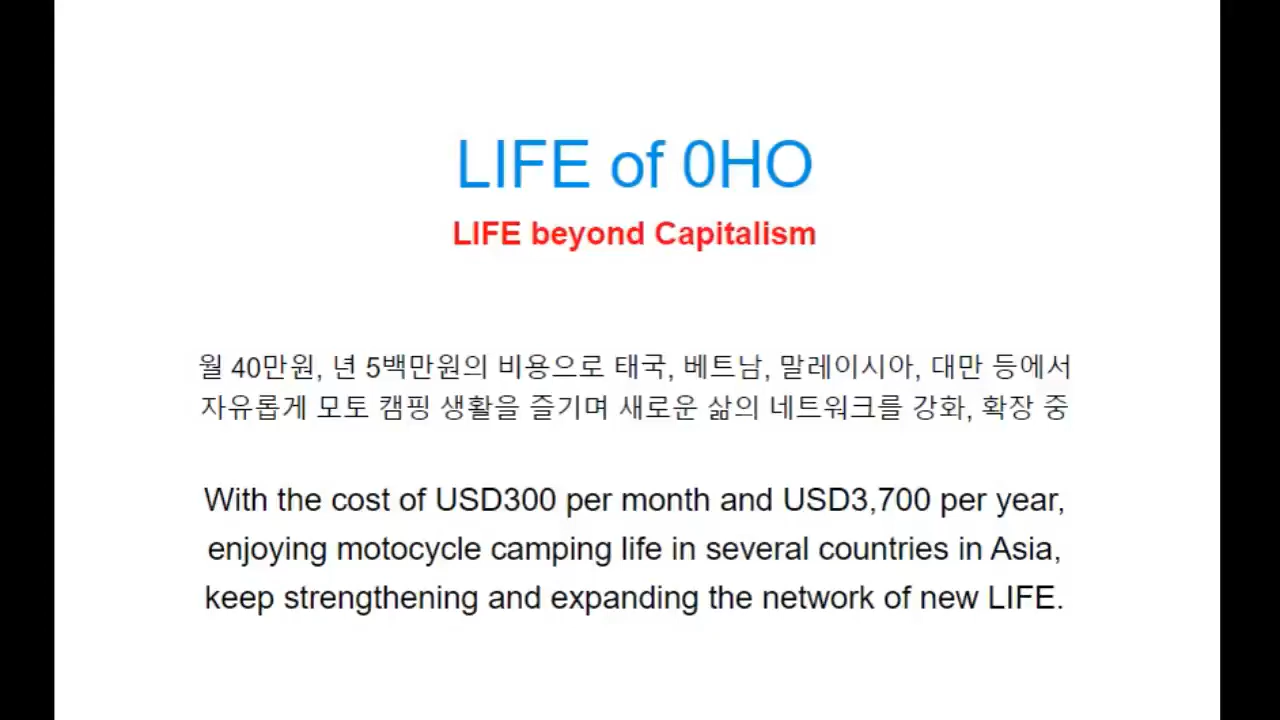 LIFE of 0HO
LIFE beyond Capitalism
월 40만원, 년 5백만원의 비용으로 태국, 베트남, 말레이시아, 대만 등에서
자유롭게 모토 캠핑 생활을 즐기며 새로운 삶의 네트워크를 강화, 확장 중
With the cost of USD300 per month and USD3,700 per year,
enjoying motocycle camping life in several countries in Asia,
keep strengthening and expanding the network of new LIFE.